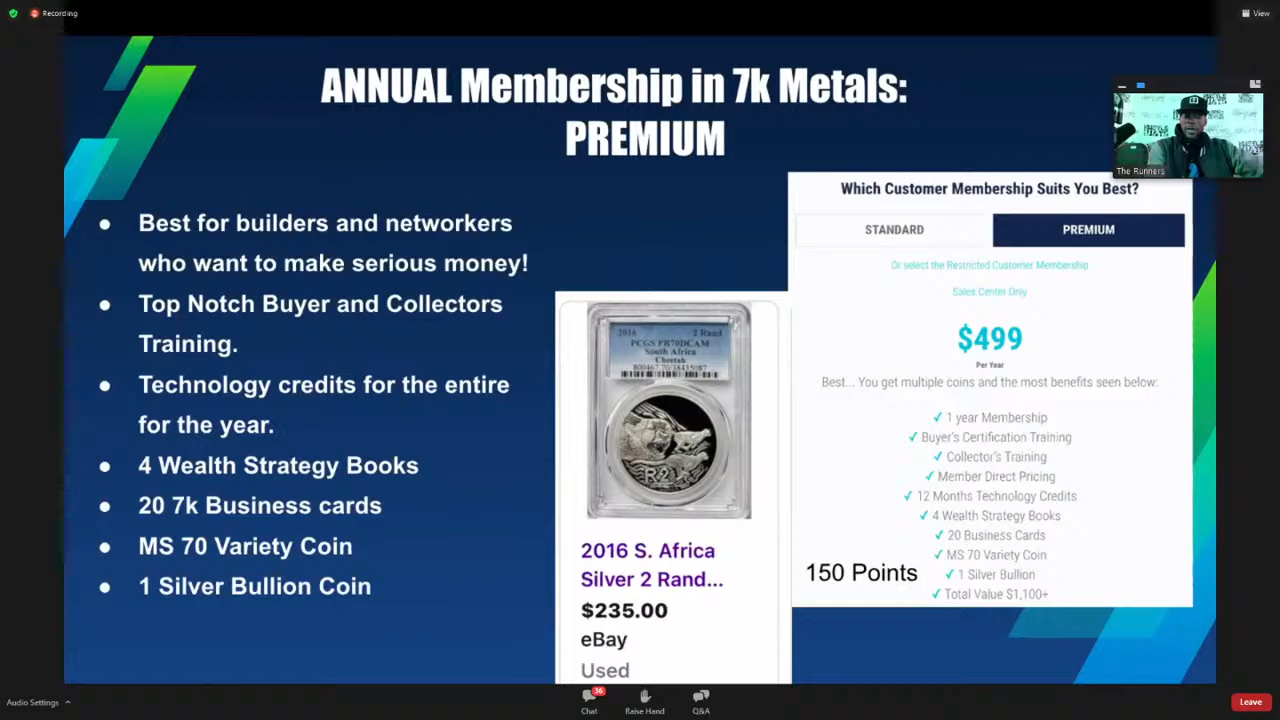 Recording
View
ANNUAL Membership in 7k Metals:
PREMIUM
The Runners
Best for builders and networkers
who want to make serious money!
Top Notch Buyer and Collectors
Training.
Technology credits for the entire
for the year.
4 Wealth Strategy Books
20 7k Business cards
MS 70 Variety Coin
1 Silver Bullion Coin
2016 2 Rand
PCGS PR70DCAM
South Africa
Cheetah
800467.70/38435087
R2
2016 S. Africa
Silver 2 Rand...
$235.00
eBay
Used
Which Customer Membership Suits You Best?
STANDARD
PREMIUM
Or select the Restricted Customer Membership
Sales Center Only
$499
Per Year
Best... You get multiple coins and the most benefits seen below:
✓ 1 year Membership
✓ Buyer's Certification Training
✓ Collector's Training
✓ Member Direct Pricing
✓ 12 Months Technology Credits
✓ 4 Wealth Strategy Books
✓ 20 Business Cards
✓ MS 70 Variety Coin
✓ 1 Silver Bullion
✓ Total Value $1,100+
150 Points
Audio Settings
36
Chat
Raise Hand
Q&A
Leave